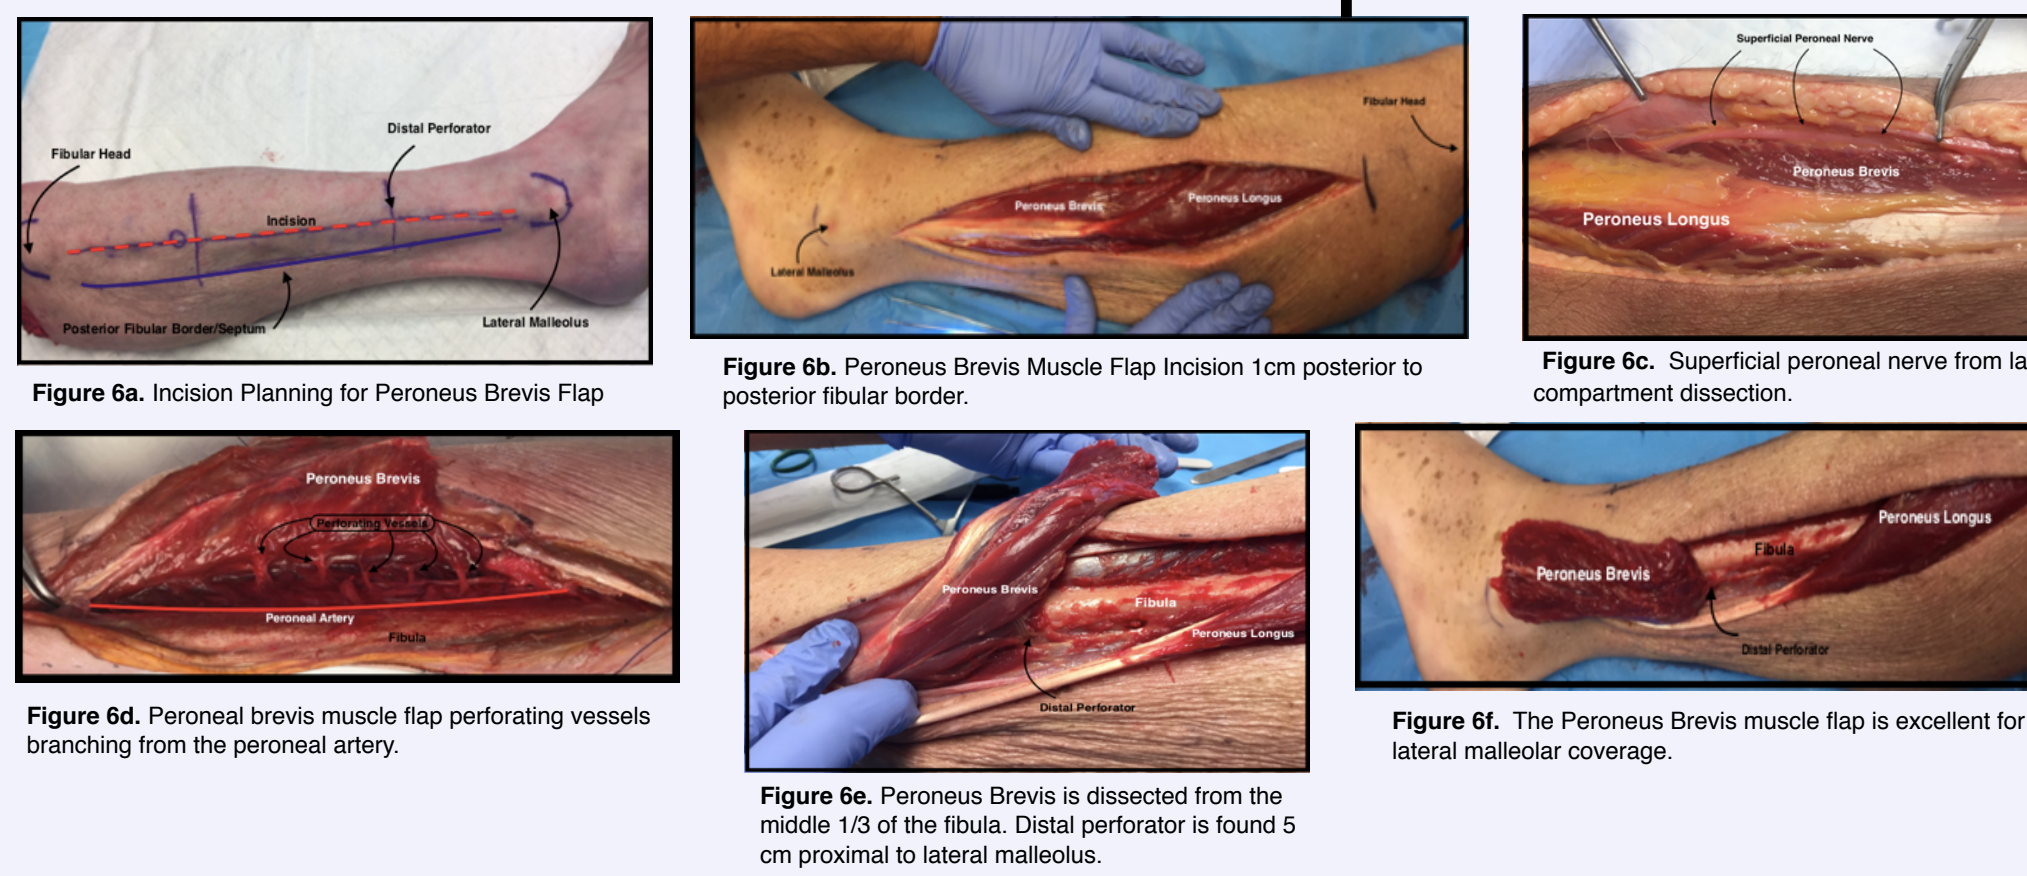 Fibular Head
Distal Perforator
Incision
Posterior Fibular Border/Septum
Lateral Malleolus
Figure 6a. Incision Planning for Peroneus Brevis Flap
Fibular Head
Peroneus Brevis
Peroneus Longus
Lateral Malleolus
Figure 6b. Peroneus Brevis Muscle Flap Incision 1cm posterior to
posterior fibular border.
Superficial Peroneal Nerve
Peroneus Brevis
Peroneus Longus
Figure 6c. Superficial peroneal nerve from la
compartment dissection.
Peroneus Brevis
Perforating Vessels
Peroneal Artery
Fibula
Figure 6d. Peroneal brevis muscle flap perforating vessels
branching from the peroneal artery.
Peroneus Brevis
Fibula
Peroneus Longus
Distal Perforator
Figure 6e. Peroneus Brevis is dissected from the
middle 1/3 of the fibula. Distal perforator is found 5
cm proximal to lateral malleolus.
Peroneus Longus
Fibula
Peroneus Brevis
Distal Perforator
Figure 6f. The Peroneus Brevis muscle flap is excellent for
lateral malleolar coverage.